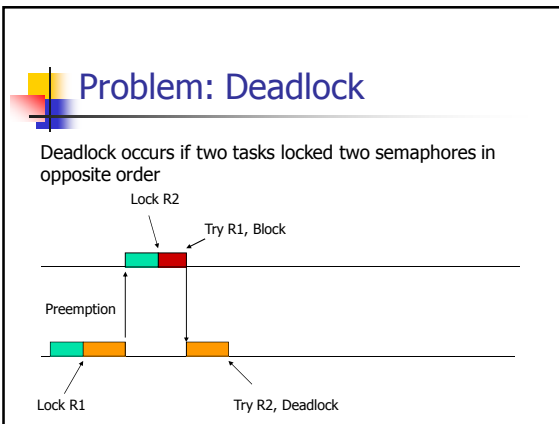 Problem: Deadlock
Deadlock occurs if two tasks locked two semaphores in
opposite order
Lock R2
Try R1, Block
Preemption
Lock R1
Try R2, Deadlock